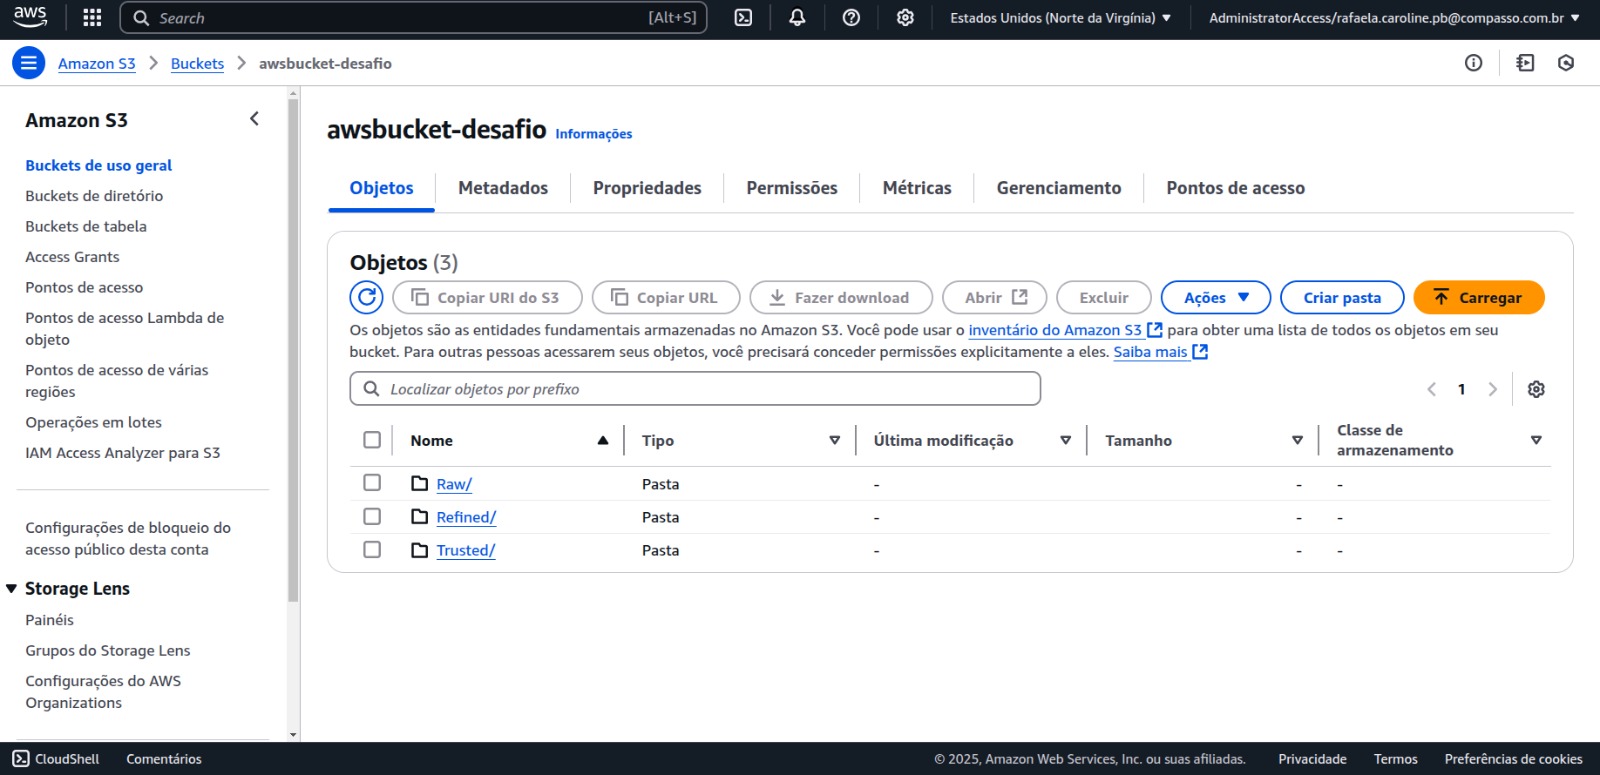 aws
Search [Alt+S]
Estados Unidos (Norte da Virgínia)
AdministratorAccess/rafaela.caroline.pb@compasso.com.br
Amazon S3 Buckets awsbucket-desafio
Amazon S3
Buckets de uso geral
Buckets de diretório
Buckets de tabela
Access Grants
Pontos de acesso
Pontos de acesso Lambda de
objeto
Pontos de acesso de várias
regiões
Operações em lotes
IAM Access Analyzer para S3
Configurações de bloqueio do
acesso público desta conta
Storage Lens
Painéis
Grupos do Storage Lens
Configurações do AWS
Organizations
awsbucket-desafio Informações
Objetos Metadados Propriedades Permissões Métricas Gerenciamento Pontos de acesso
Objetos (3)
Copiar URI do S3 Copiar URL Fazer download Abrir Excluir Ações Criar pasta Carregar
Os objetos são as entidades fundamentais armazenadas no Amazon S3. Você pode usar o inventário do Amazon S3 para obter uma lista de todos os objetos em seu
bucket. Para outras pessoas acessarem seus objetos, você precisará conceder permissões explicitamente a eles. Saiba mais
Localizar objetos por prefixo
1
Nome Tipo Última modificação Tamanho Classe de
armazenamento
Raw/ Pasta - - -
Refined/ Pasta - - -
Trusted/ Pasta - - -
CloudShell Comentários © 2025, Amazon Web Services, Inc. ou suas afiliadas. Privacidade Termos Preferências de cookies